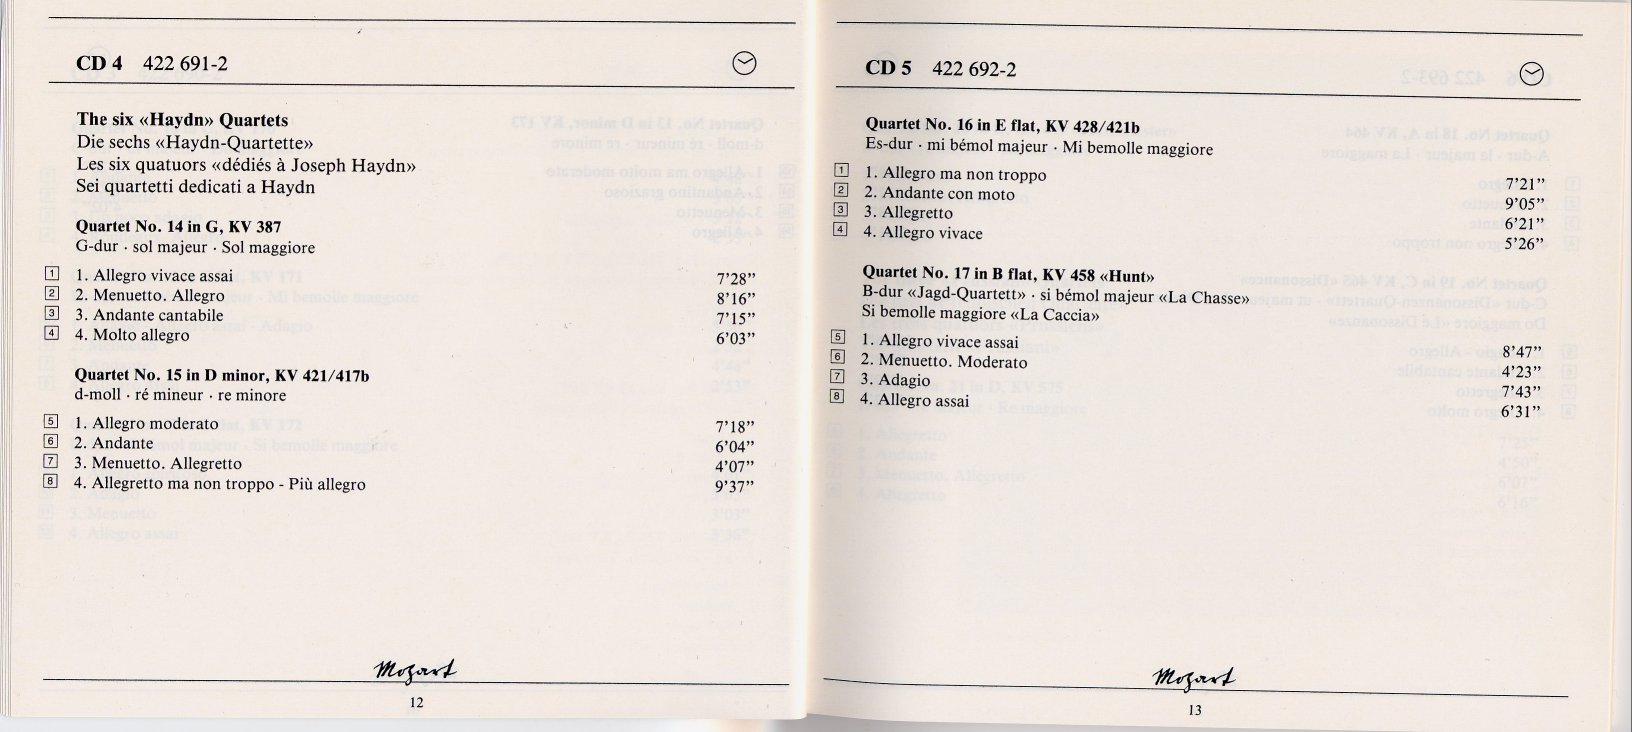 CD 4 422 691-2
The six «Haydn» Quartets
Die sechs «Haydn-Quartette»
Les six quatuors «dédiés à Joseph Haydn»
Sei quartetti dedicati a Haydn
Quartet No. 14 in G, KV 387
G-dur · sol majeur · Sol maggiore
1 1. Allegro vivace assai 7’28”
2 2. Menuetto. Allegro 8’16”
3 3. Andante cantabile 7’15”
4 4. Molto allegro 6’03”
Quartet No. 15 in D minor, KV 421/417b
d-moll · ré mineur · re minore
5 1. Allegro moderato 7’18”
6 2. Andante 6’04”
7 3. Menuetto. Allegretto 4’07”
8 4. Allegretto ma non troppo - Più allegro 9’37”
Mozart
12
CD 5 422 692-2
Quartet No. 16 in E flat, KV 428/421b
Es-dur · mi bémol majeur · Mi bemolle maggiore
1 1. Allegro ma non troppo 7’21”
2 2. Andante con moto 9’05”
3 3. Allegretto 6’21”
4 4. Allegro vivace 5’26”
Quartet No. 17 in B flat, KV 458 «Hunt»
B-dur «Jagd-Quartett» · si bémol majeur «La Chasse»
Si bemolle maggiore «La Caccia»
5 1. Allegro vivace assai 8’47”
6 2. Menuetto. Moderato 4’23”
7 3. Adagio 7’43”
8 4. Allegro assai 6’31”
Mozart
13